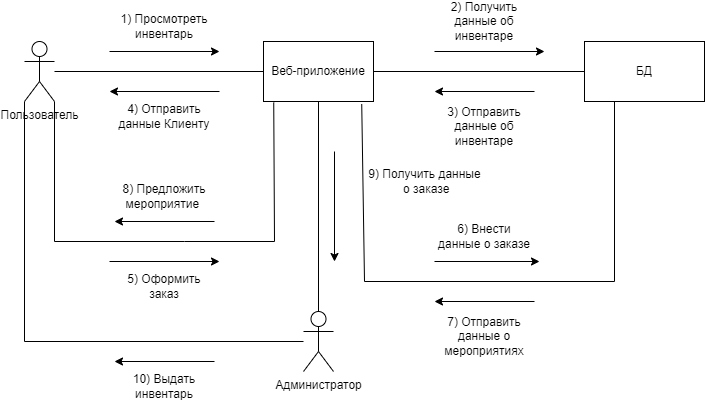 1) Просмотреть
инвентарь
2) Получить
данные об
инвентаре
Веб-приложение
БД
Пользователь
4) Отправить
данные Клиенту
3) Отправить
данные об
инвентаре
9) Получить данные
о заказе
8) Предложить
мероприятие
6) Внести
данные о заказе
5) Оформить
заказ
7) Отправить
данные о
мероприятиях
Администратор
10) Выдать
инвентарь